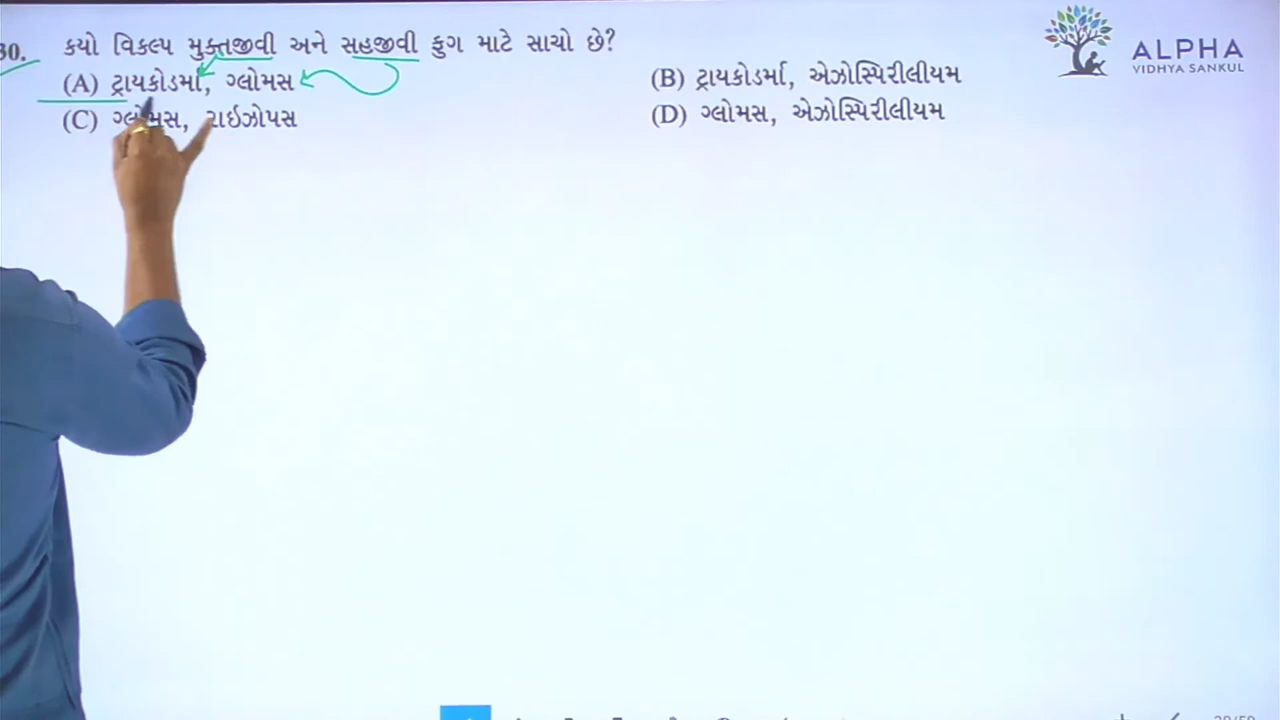 30. કયો વિકલ્પ મુક્તજીવી અને સહજીવી ફુગ માટે સાચો છે?
(A) ટ્રાયકોડર્મા, ગ્લોમસ
(B) ટ્રાયકોડર્મા, એઝોસ્પિરીલીયમ
(C) ગ્લોમસ, રાઇઝોપસ
(D) ગ્લોમસ, એઝોસ્પિરીલીયમ
ALPHA
VIDHYA SANKUL